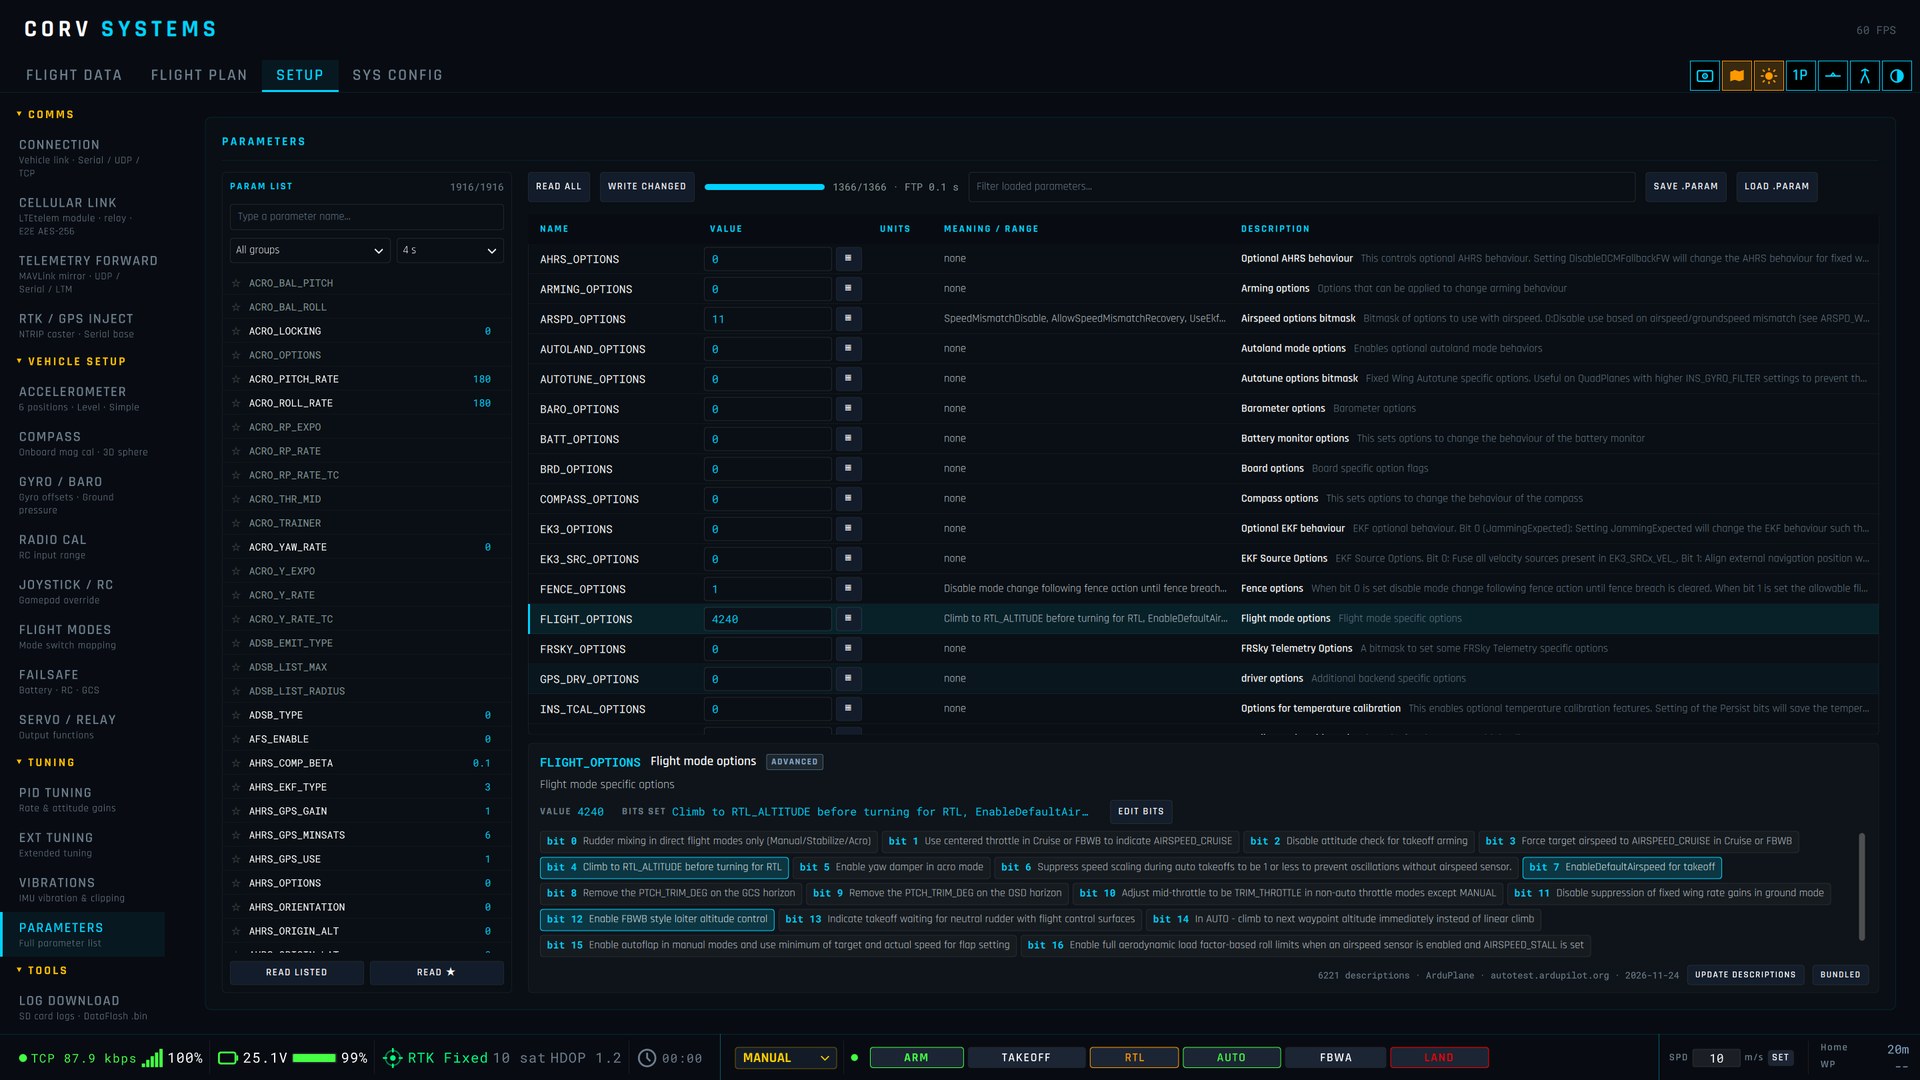 CORV SYSTEMS
60 FPS
FLIGHT DATA
FLIGHT PLAN
SETUP
SYS CONFIG
1P
COMMS
CONNECTION
Vehicle link · Serial / UDP /
TCP
CELLULAR LINK
LTEtelem module · relay ·
E2E AES-256
TELEMETRY FORWARD
MAVLink mirror · UDP /
Serial / LTM
RTK / GPS INJECT
NTRIP caster · Serial base
VEHICLE SETUP
ACCELEROMETER
6 positions · Level · Simple
COMPASS
Onboard mag cal · 3D sphere
GYRO / BARO
Gyro offsets · Ground
pressure
RADIO CAL
RC input range
JOYSTICK / RC
Gamepad override
FLIGHT MODES
Mode switch mapping
FAILSAFE
Battery · RC · GCS
SERVO / RELAY
Output functions
TUNING
PID TUNING
Rate & attitude gains
EXT TUNING
Extended tuning
VIBRATIONS
IMU vibration & clipping
PARAMETERS
Full parameter list
TOOLS
LOG DOWNLOAD
SD card logs · DataFlash .bin
PARAMETERS
PARAM LIST 1916/1916
Type a parameter name...
All groups 4 s
ACRO_BAL_PITCH
ACRO_BAL_ROLL
ACRO_LOCKING 0
ACRO_OPTIONS
ACRO_PITCH_RATE 180
ACRO_ROLL_RATE 180
ACRO_RP_EXPO
ACRO_RP_RATE
ACRO_RP_RATE_TC
ACRO_THR_MID
ACRO_TRAINER
ACRO_YAW_RATE 0
ACRO_Y_EXPO
ACRO_Y_RATE
ACRO_Y_RATE_TC
ADSB_EMIT_TYPE
ADSB_LIST_MAX
ADSB_LIST_RADIUS
ADSB_TYPE 0
AFS_ENABLE 0
AHRS_COMP_BETA 0.1
AHRS_EKF_TYPE 3
AHRS_GPS_GAIN 1
AHRS_GPS_MINSATS 6
AHRS_GPS_USE 1
AHRS_OPTIONS 0
AHRS_ORIENTATION 0
AHRS_ORIGIN_ALT 0
READ LISTED
READ ★
READ ALL
WRITE CHANGED
1366/1366 · FTP 0.1 s
Filter loaded parameters...
SAVE .PARAM
LOAD .PARAM
NAME VALUE UNITS MEANING / RANGE DESCRIPTION
AHRS_OPTIONS 0 none Optional AHRS behaviour This controls optional AHRS behaviour. Setting DisableDCMFallbackFW will change the AHRS behaviour for fixed w...
ARMING_OPTIONS 0 none Arming options Options that can be applied to change arming behaviour
ARSPD_OPTIONS 11 SpeedMismatchDisable, AllowSpeedMismatchRecovery, UseEkf... Airspeed options bitmask Bitmask of options to use with airspeed. 0:Disable use based on airspeed/groundspeed mismatch (see ARSPD_W...
AUTOLAND_OPTIONS 0 none Autoland mode options Enables optional autoland mode behaviors
AUTOTUNE_OPTIONS 0 none Autotune options bitmask Fixed Wing Autotune specific options. Useful on QuadPlanes with higher INS_GYRO_FILTER settings to prevent th...
BARO_OPTIONS 0 none Barometer options Barometer options
BATT_OPTIONS 0 none Battery monitor options This sets options to change the behaviour of the battery monitor
BRD_OPTIONS 0 none Board options Board specific option flags
COMPASS_OPTIONS 0 none Compass options This sets options to change the behaviour of the compass
EK3_OPTIONS 0 none Optional EKF behaviour EKF optional behaviour. Bit 0 (JammingExpected): Setting JammingExpected will change the EKF behaviour such th...
EK3_SRC_OPTIONS 0 none EKF Source Options EKF Source Options. Bit 0: Fuse all velocity sources present in EK3_SRCx_VEL_. Bit 1: Align external navigation position w...
FENCE_OPTIONS 1 Disable mode change following fence action until fence breach... Fence options When bit 0 is set disable mode change following fence action until fence breach is cleared. When bit 1 is set the allowable fli...
FLIGHT_OPTIONS 4240 Climb to RTL_ALTITUDE before turning for RTL, EnableDefaultAir... Flight mode options Flight mode specific options
FRSKY_OPTIONS 0 none FRSky Telemetry Options A bitmask to set some FRSky Telemetry specific options
GPS_DRV_OPTIONS 0 none driver options Additional backend specific options
INS_TCAL_OPTIONS 0 none Options for temperature calibration This enables optional temperature calibration features. Setting of the Persist bits will save the temper...
FLIGHT_OPTIONS Flight mode options ADVANCED
Flight mode specific options
VALUE 4240 BITS SET Climb to RTL_ALTITUDE before turning for RTL, EnableDefaultAir... EDIT BITS
bit 0 Rudder mixing in direct flight modes only (Manual/Stabilize/Acro) bit 1 Use centered throttle in Cruise or FBWB to indicate AIRSPEED_CRUISE bit 2 Disable attitude check for takeoff arming bit 3 Force target airspeed to AIRSPEED_CRUISE in Cruise or FBWB
bit 4 Climb to RTL_ALTITUDE before turning for RTL bit 5 Enable yaw damper in acro mode bit 6 Suppress speed scaling during auto takeoffs to be 1 or less to prevent oscillations without airspeed sensor. bit 7 EnableDefaultAirspeed for takeoff
bit 8 Remove the PTCH_TRIM_DEG on the GCS horizon bit 9 Remove the PTCH_TRIM_DEG on the OSD horizon bit 10 Adjust mid-throttle to be TRIM_THROTTLE in non-auto throttle modes except MANUAL bit 11 Disable suppression of fixed wing rate gains in ground mode
bit 12 Enable FBWB style loiter altitude control bit 13 Indicate takeoff waiting for neutral rudder with flight control surfaces bit 14 In AUTO - climb to next waypoint altitude immediately instead of linear climb
bit 15 Enable autoflap in manual modes and use minimum of target and actual speed for flap setting bit 16 Enable full aerodynamic load factor-based roll limits when an airspeed sensor is enabled and AIRSPEED_STALL is set
6221 descriptions · ArduPlane · autotest.ardupilot.org · 2026-11-24 UPDATE DESCRIPTIONS BUNDLED
TCP 87.9 kbps 100% 25.1V 99% RTK Fixed 10 sat HDOP 1.2 00:00 MANUAL ARM TAKEOFF RTL AUTO FBWA LAND SPD 10 m/s SET
Home 20m
WP --